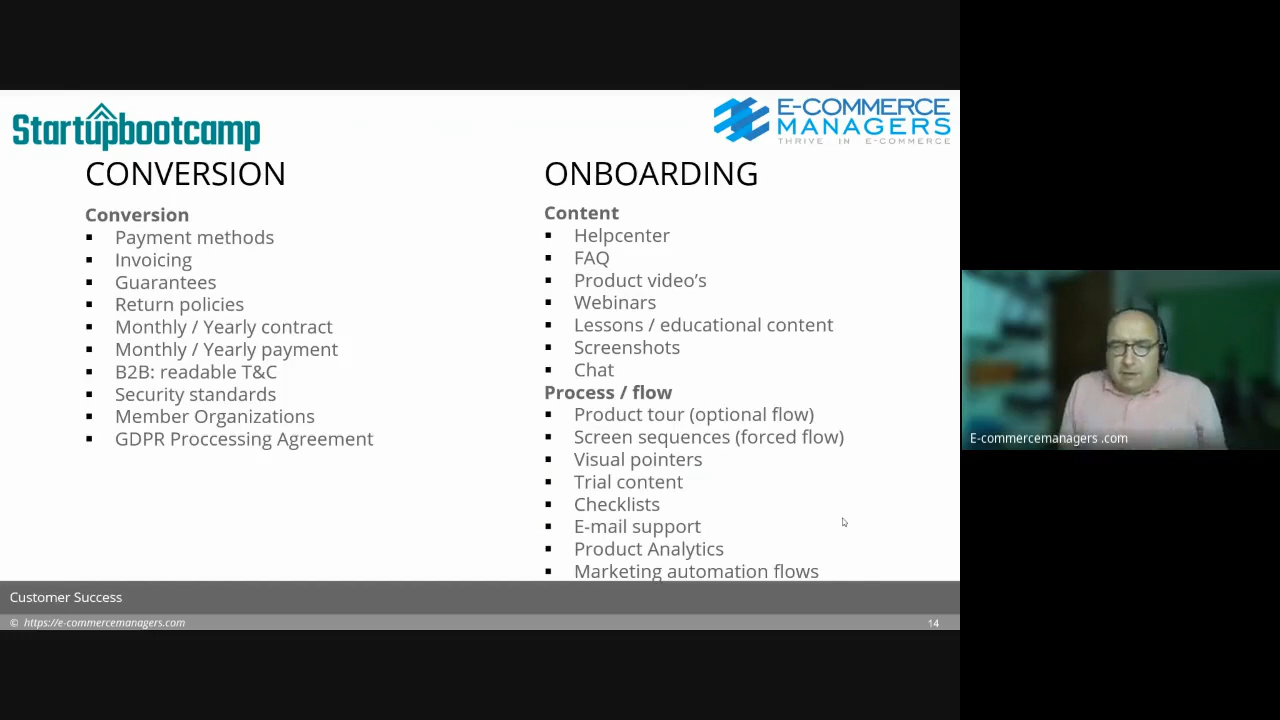 Startupbootcamp
E-COMMERCE
MANAGERS
THRIVE IN E-COMMERCE
CONVERSION
Conversion
▪ Payment methods
▪ Invoicing
▪ Guarantees
▪ Return policies
▪ Monthly / Yearly contract
▪ Monthly / Yearly payment
▪ B2B: readable T&C
▪ Security standards
▪ Member Organizations
▪ GDPR Proccessing Agreement
ONBOARDING
Content
▪ Helpcenter
▪ FAQ
▪ Product video’s
▪ Webinars
▪ Lessons / educational content
▪ Screenshots
▪ Chat
Process / flow
▪ Product tour (optional flow)
▪ Screen sequences (forced flow)
▪ Visual pointers
▪ Trial content
▪ Checklists
▪ E-mail support
▪ Product Analytics
▪ Marketing automation flows
E-commercemanagers .com
Customer Success
© https://e-commercemanagers.com
14